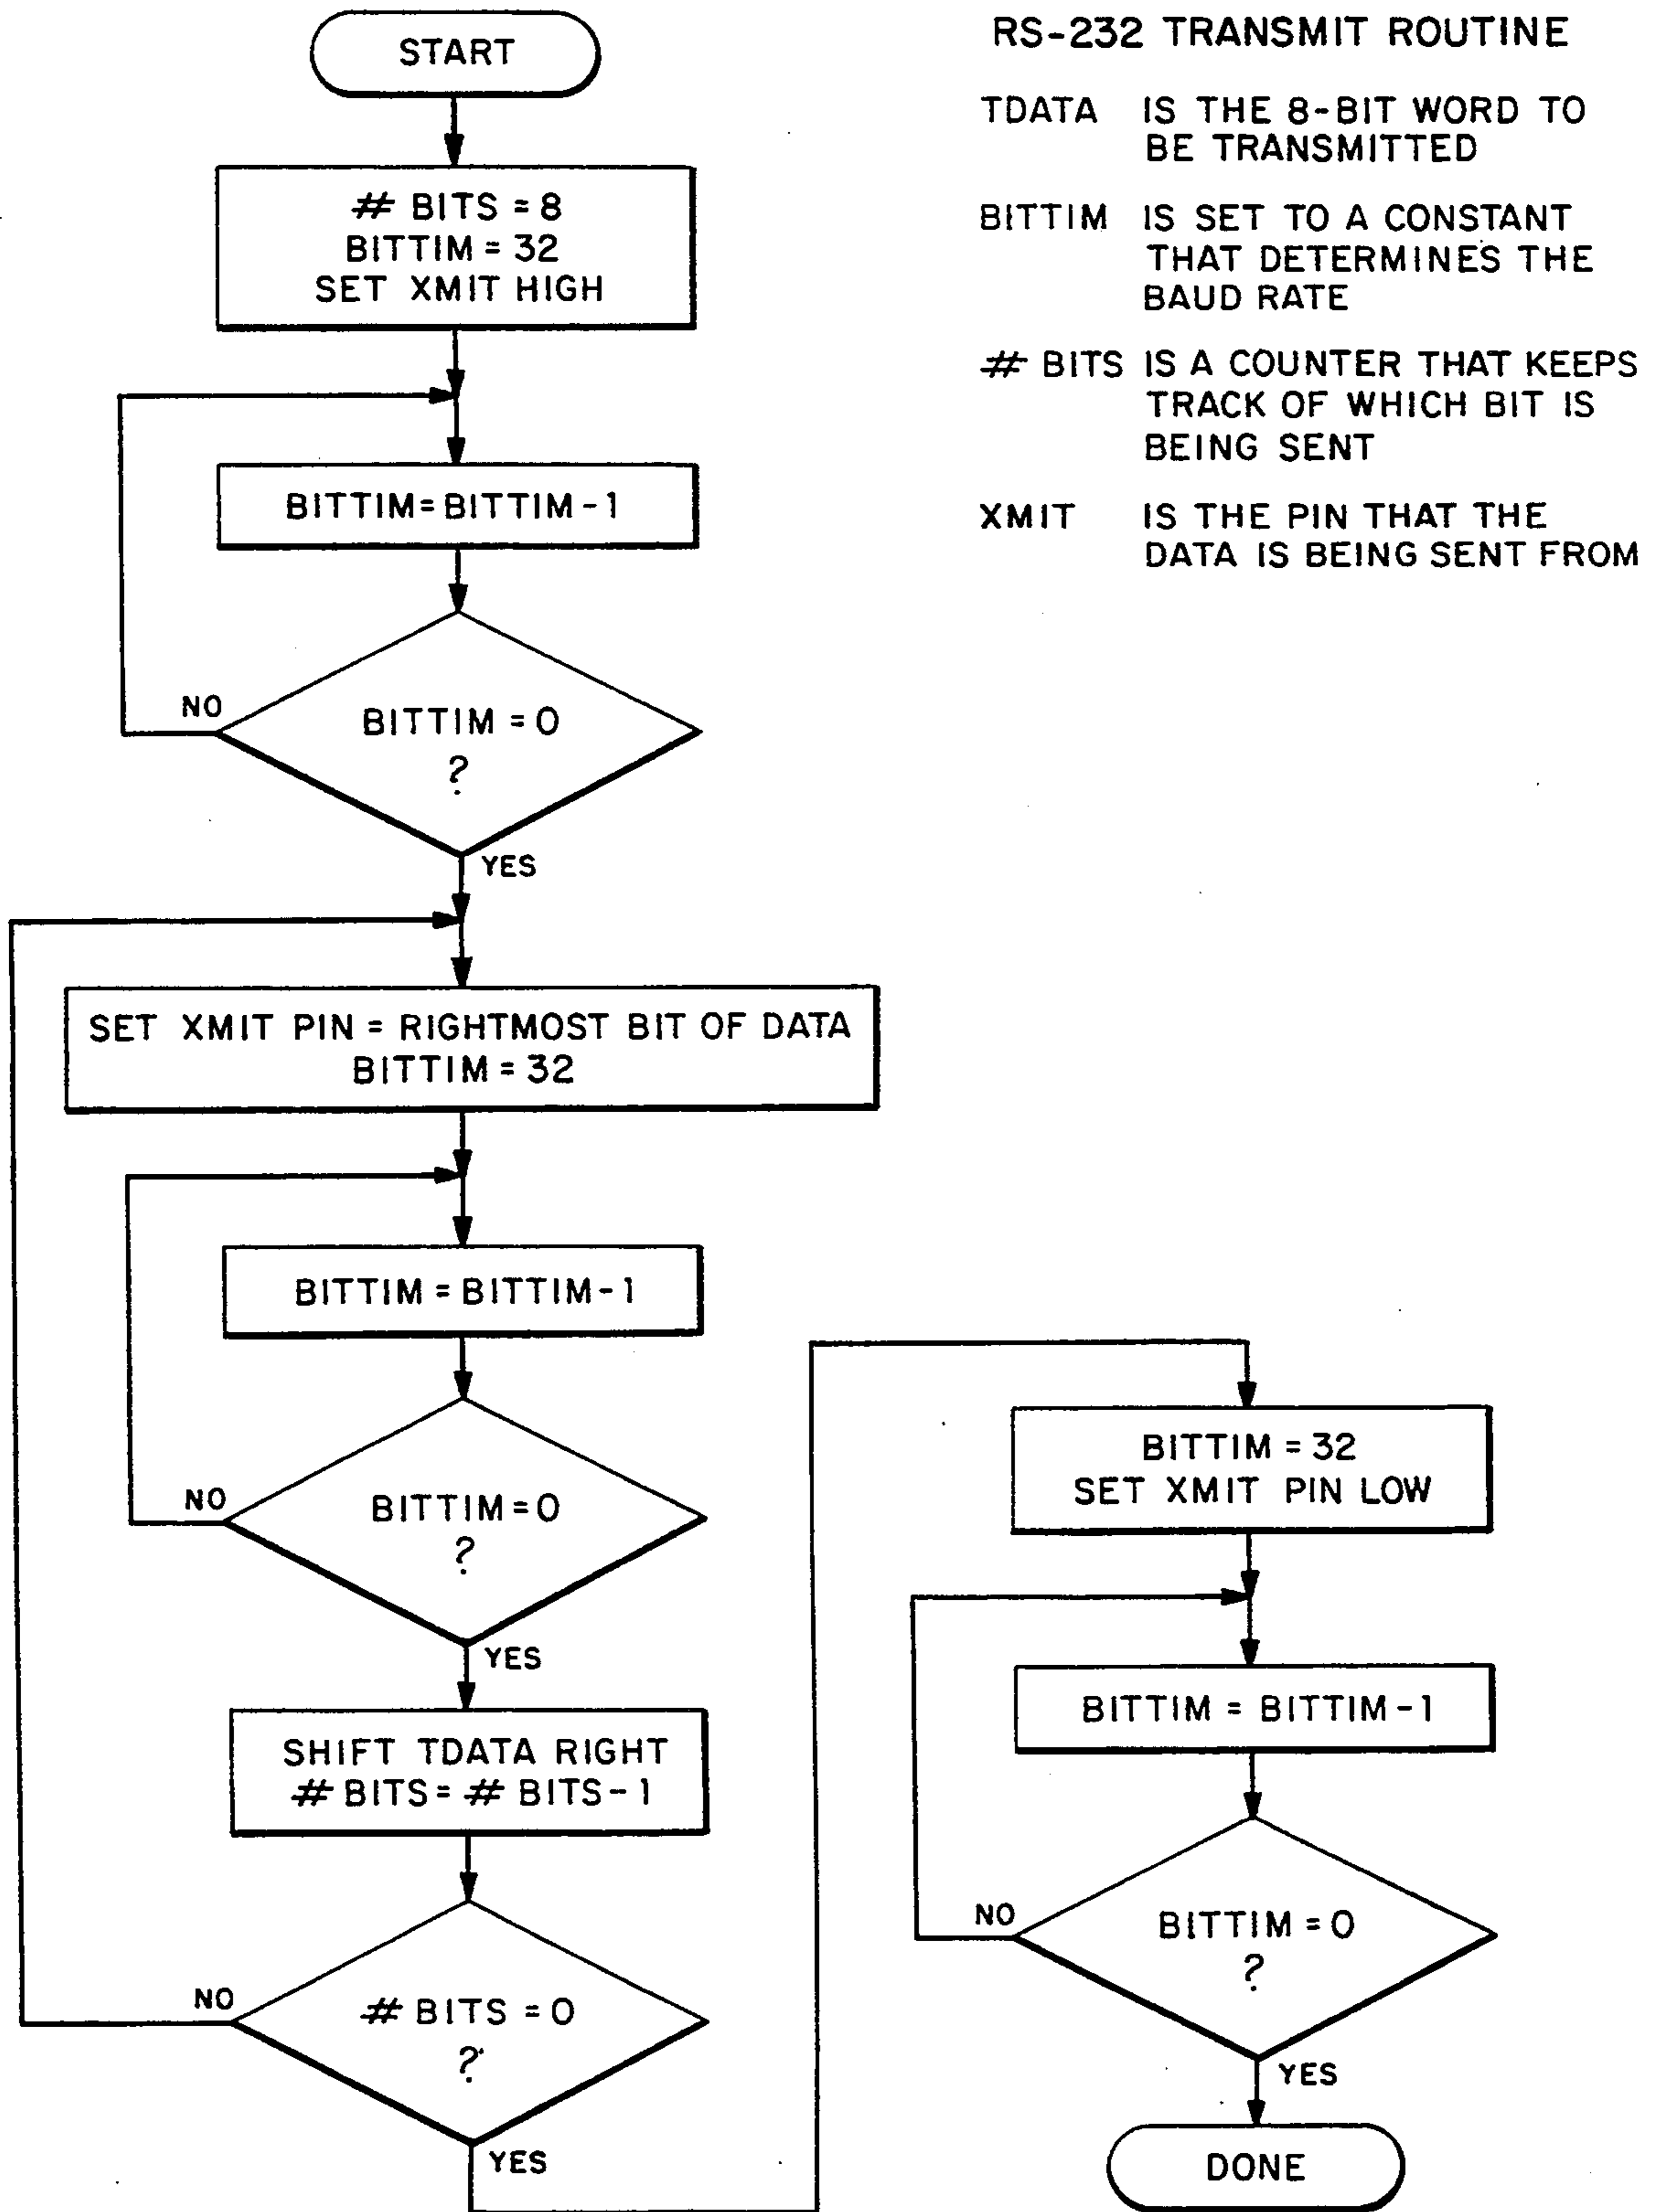 START
# BITS = 8
BITTIM = 32
SET XMIT HIGH
BITTIM = BITTIM - 1
NO
BITTIM = 0
?
YES
SET XMIT PIN = RIGHTMOST BIT OF DATA
BITTIM = 32
BITTIM = BITTIM - 1
NO
BITTIM = 0
?
YES
SHIFT TDATA RIGHT
# BITS = # BITS - 1
NO
# BITS = 0
?
YES
RS-232 TRANSMIT ROUTINE
TDATA IS THE 8-BIT WORD TO
BE TRANSMITTED
BITTIM IS SET TO A CONSTANT
THAT DETERMINES THE
BAUD RATE
# BITS IS A COUNTER THAT KEEPS
TRACK OF WHICH BIT IS
BEING SENT
XMIT IS THE PIN THAT THE
DATA IS BEING SENT FROM
BITTIM = 32
SET XMIT PIN LOW
BITTIM = BITTIM - 1
NO
BITTIM = 0
?
YES
DONE